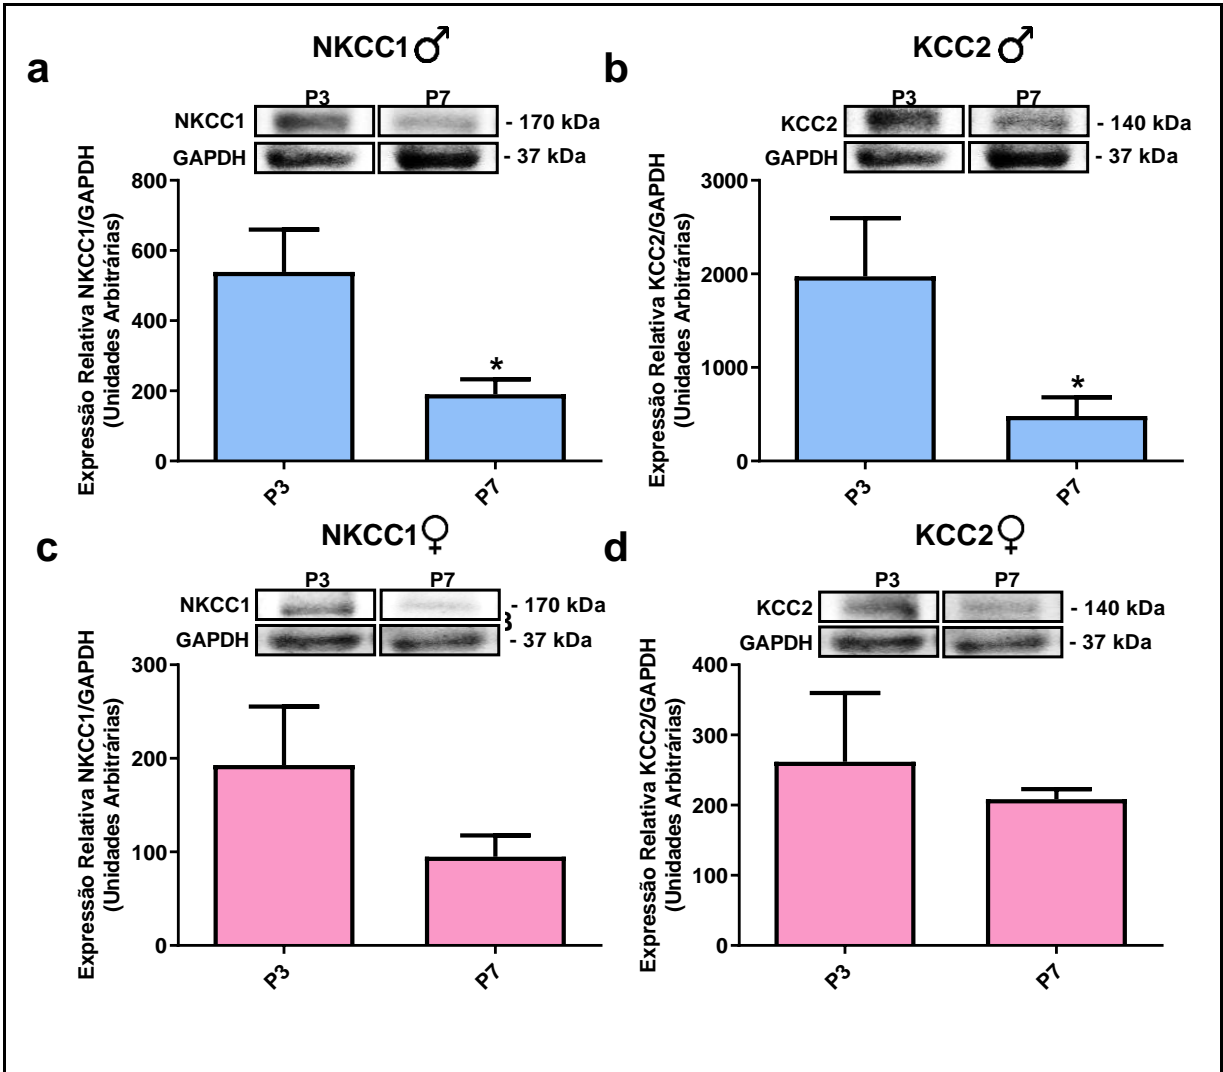 NKCC1♂
a
P3 P7
NKCC1 - 170 kDa
GAPDH - 37 kDa
Expressão Relativa NKCC1/GAPDH
(Unidades Arbitrárias)
800
600
400
200
0
*
P3 P7
KCC2♂
b
P3 P7
KCC2 - 140 kDa
GAPDH - 37 kDa
Expressão Relativa KCC2/GAPDH
(Unidades Arbitrárias)
3000
2000
1000
0
*
P3 P7
NKCC1♀
c
P3 P7
NKCC1 - 170 kDa
GAPDH - 37 kDa
Expressão Relativa NKCC1/GAPDH
(Unidades Arbitrárias)
300
200
100
0
P3 P7
KCC2♀
d
P3 P7
KCC2 - 140 kDa
GAPDH - 37 kDa
Expressão Relativa KCC2/GAPDH
(Unidades Arbitrárias)
400
300
200
100
0
P3 P7